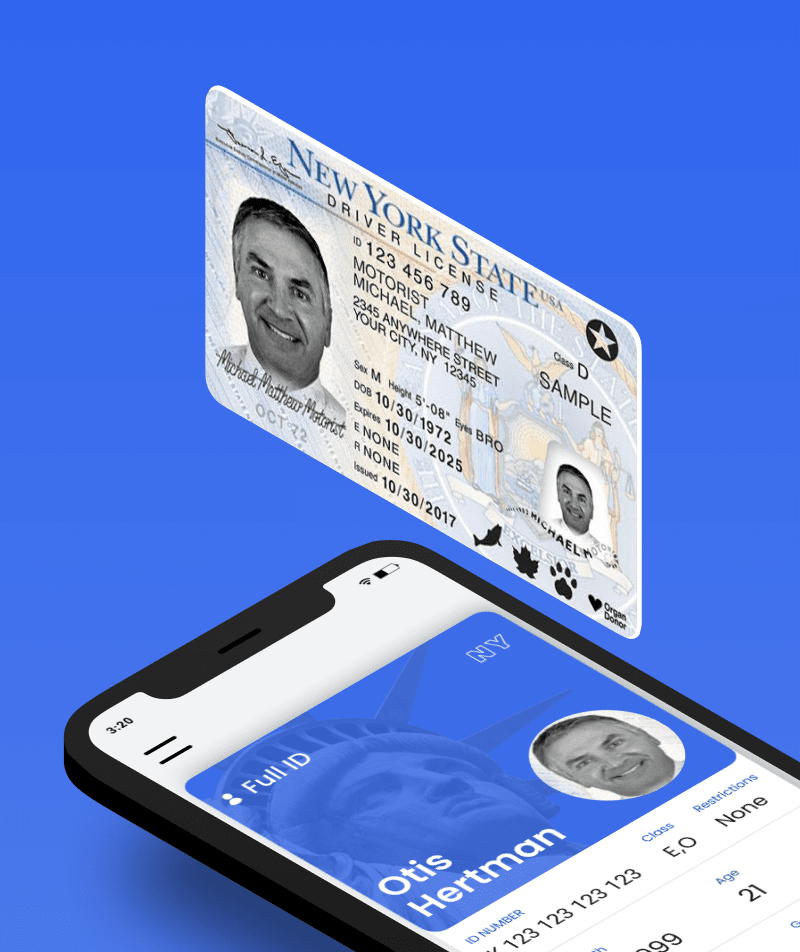 NEW YORK STATE USA
DRIVER LICENSE
ID 123 456 789
MOTORIST
MICHAEL, MATTHEW
2345 ANYWHERE STREET
YOUR CITY, NY 12345
Class D
SAMPLE
Sex M Height 5'-08" Eyes BRO
DOB 10/30/1972
Expires 10/30/2025
E NONE
R NONE
Issued 10/30/2017
Michael Matthew Motorist
OCT 72
EXCELSIOR
Organ
Donor
3:20
NY
Full ID
Otis
Hertman
ID NUMBER
123 123 123 123
Class
E,O
Restrictions
None
Age
21